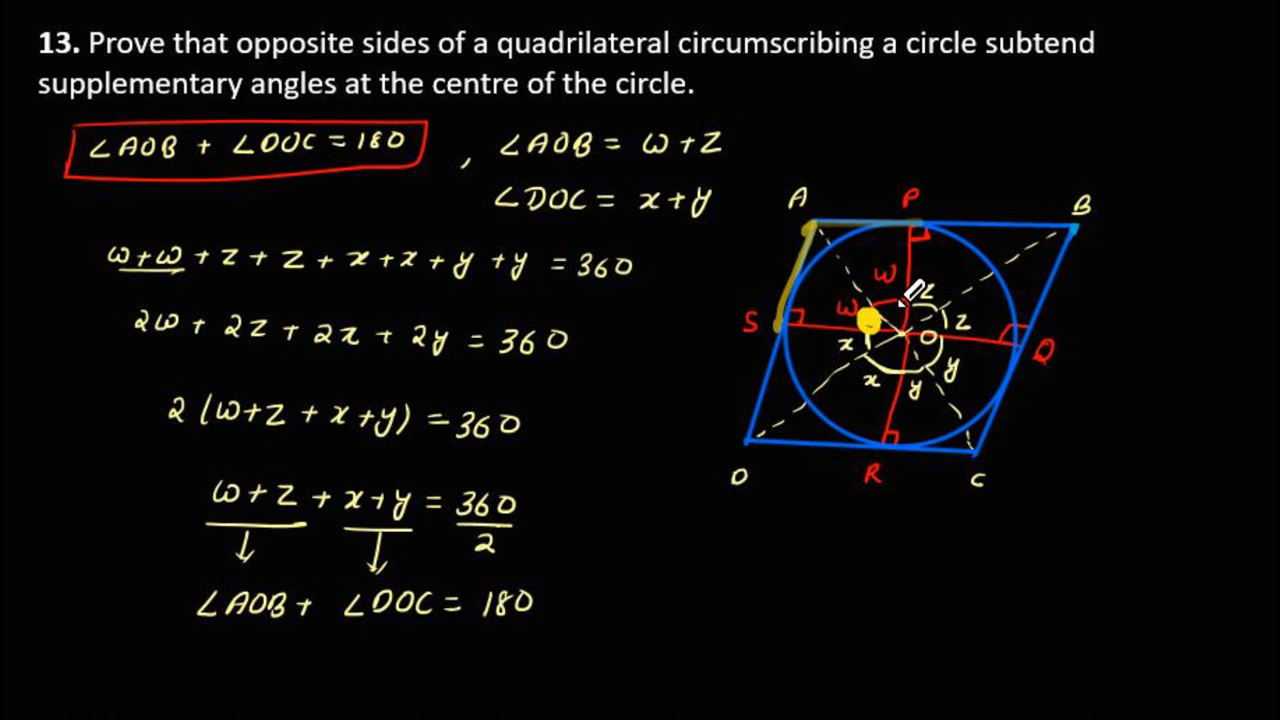 13. Prove that opposite sides of a quadrilateral circumscribing a circle subtend
supplementary angles at the centre of the circle.
∠AOB + ∠DOC = 180 , ∠AOB = w + z
∠DOC = x + y
w + w + z + z + x + x + y + y = 360
2w + 2z + 2x + 2y = 360
2 (w + z + x + y) = 360
w + z + x + y = 360
2
∠AOB + ∠DOC = 180
A P B
w z
S w z
O Q
x y
x y
D R C